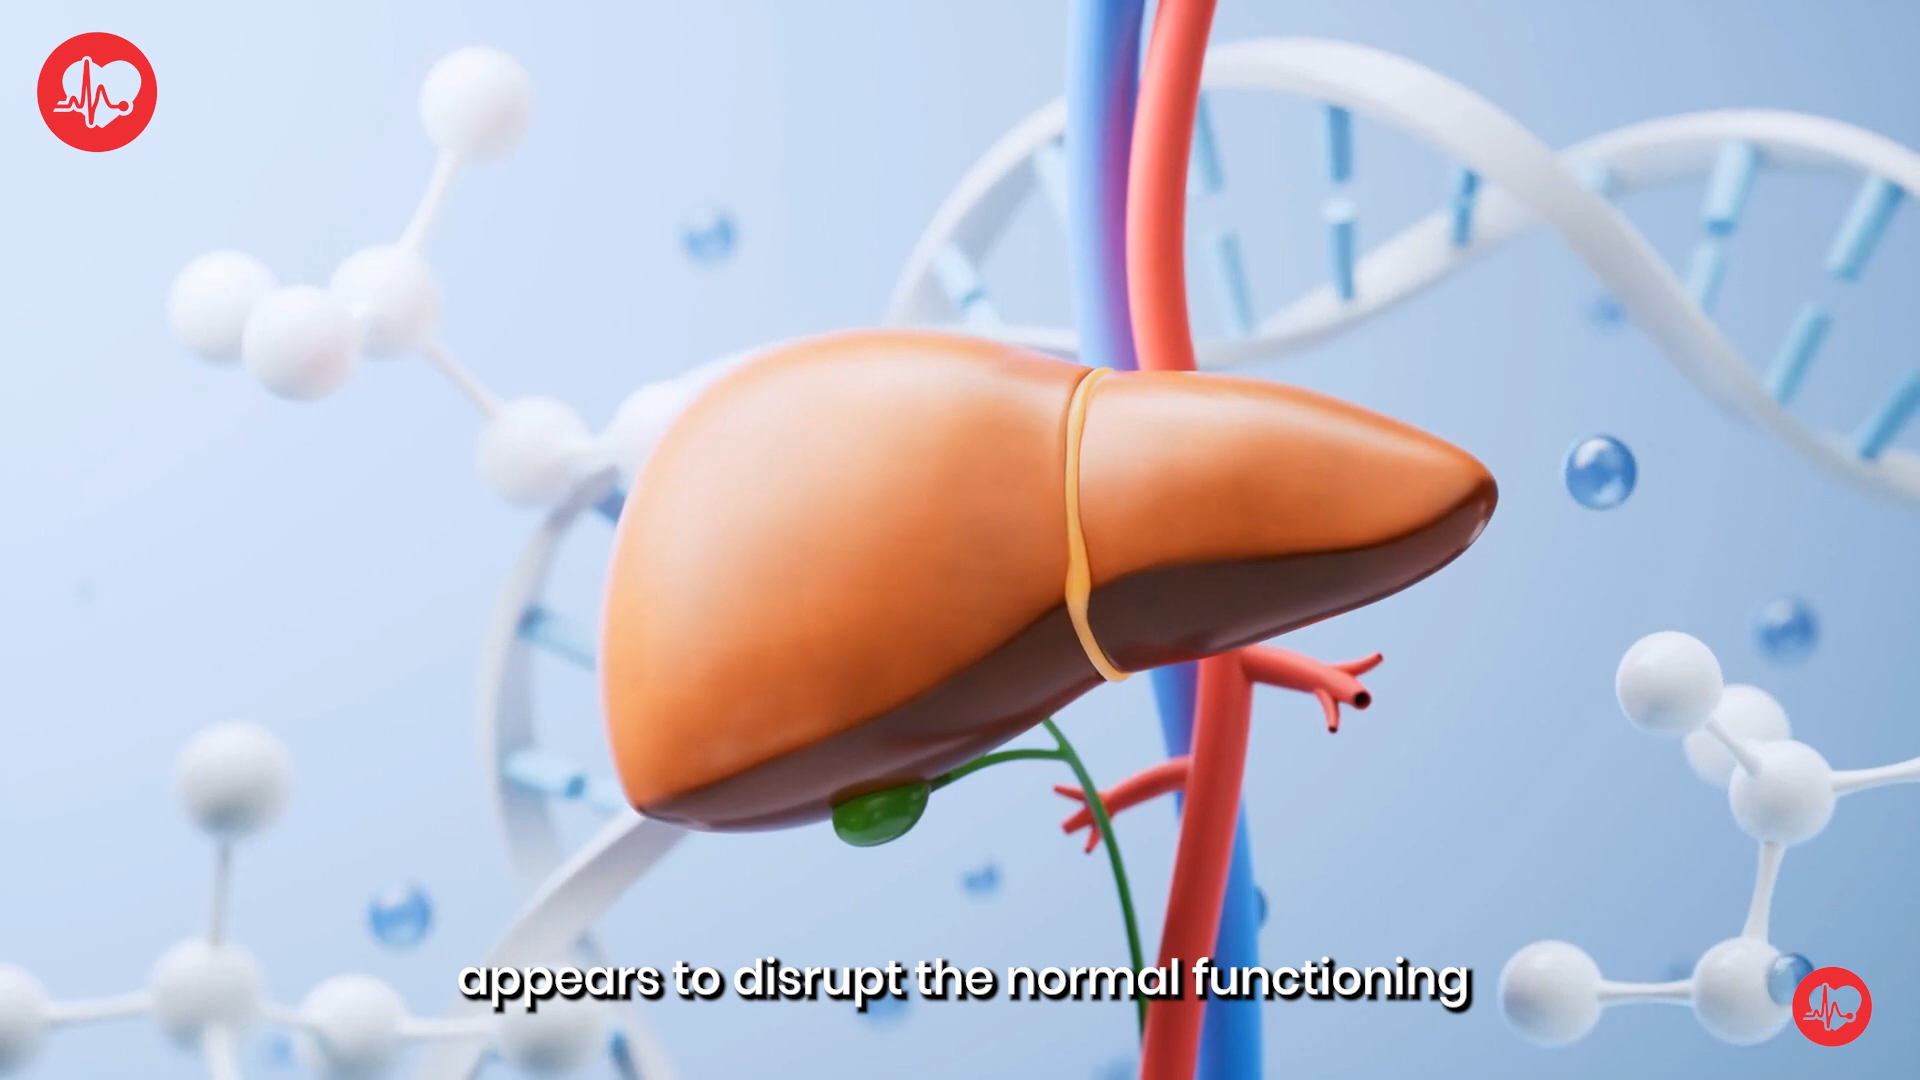 appears to disrupt the normal functioning